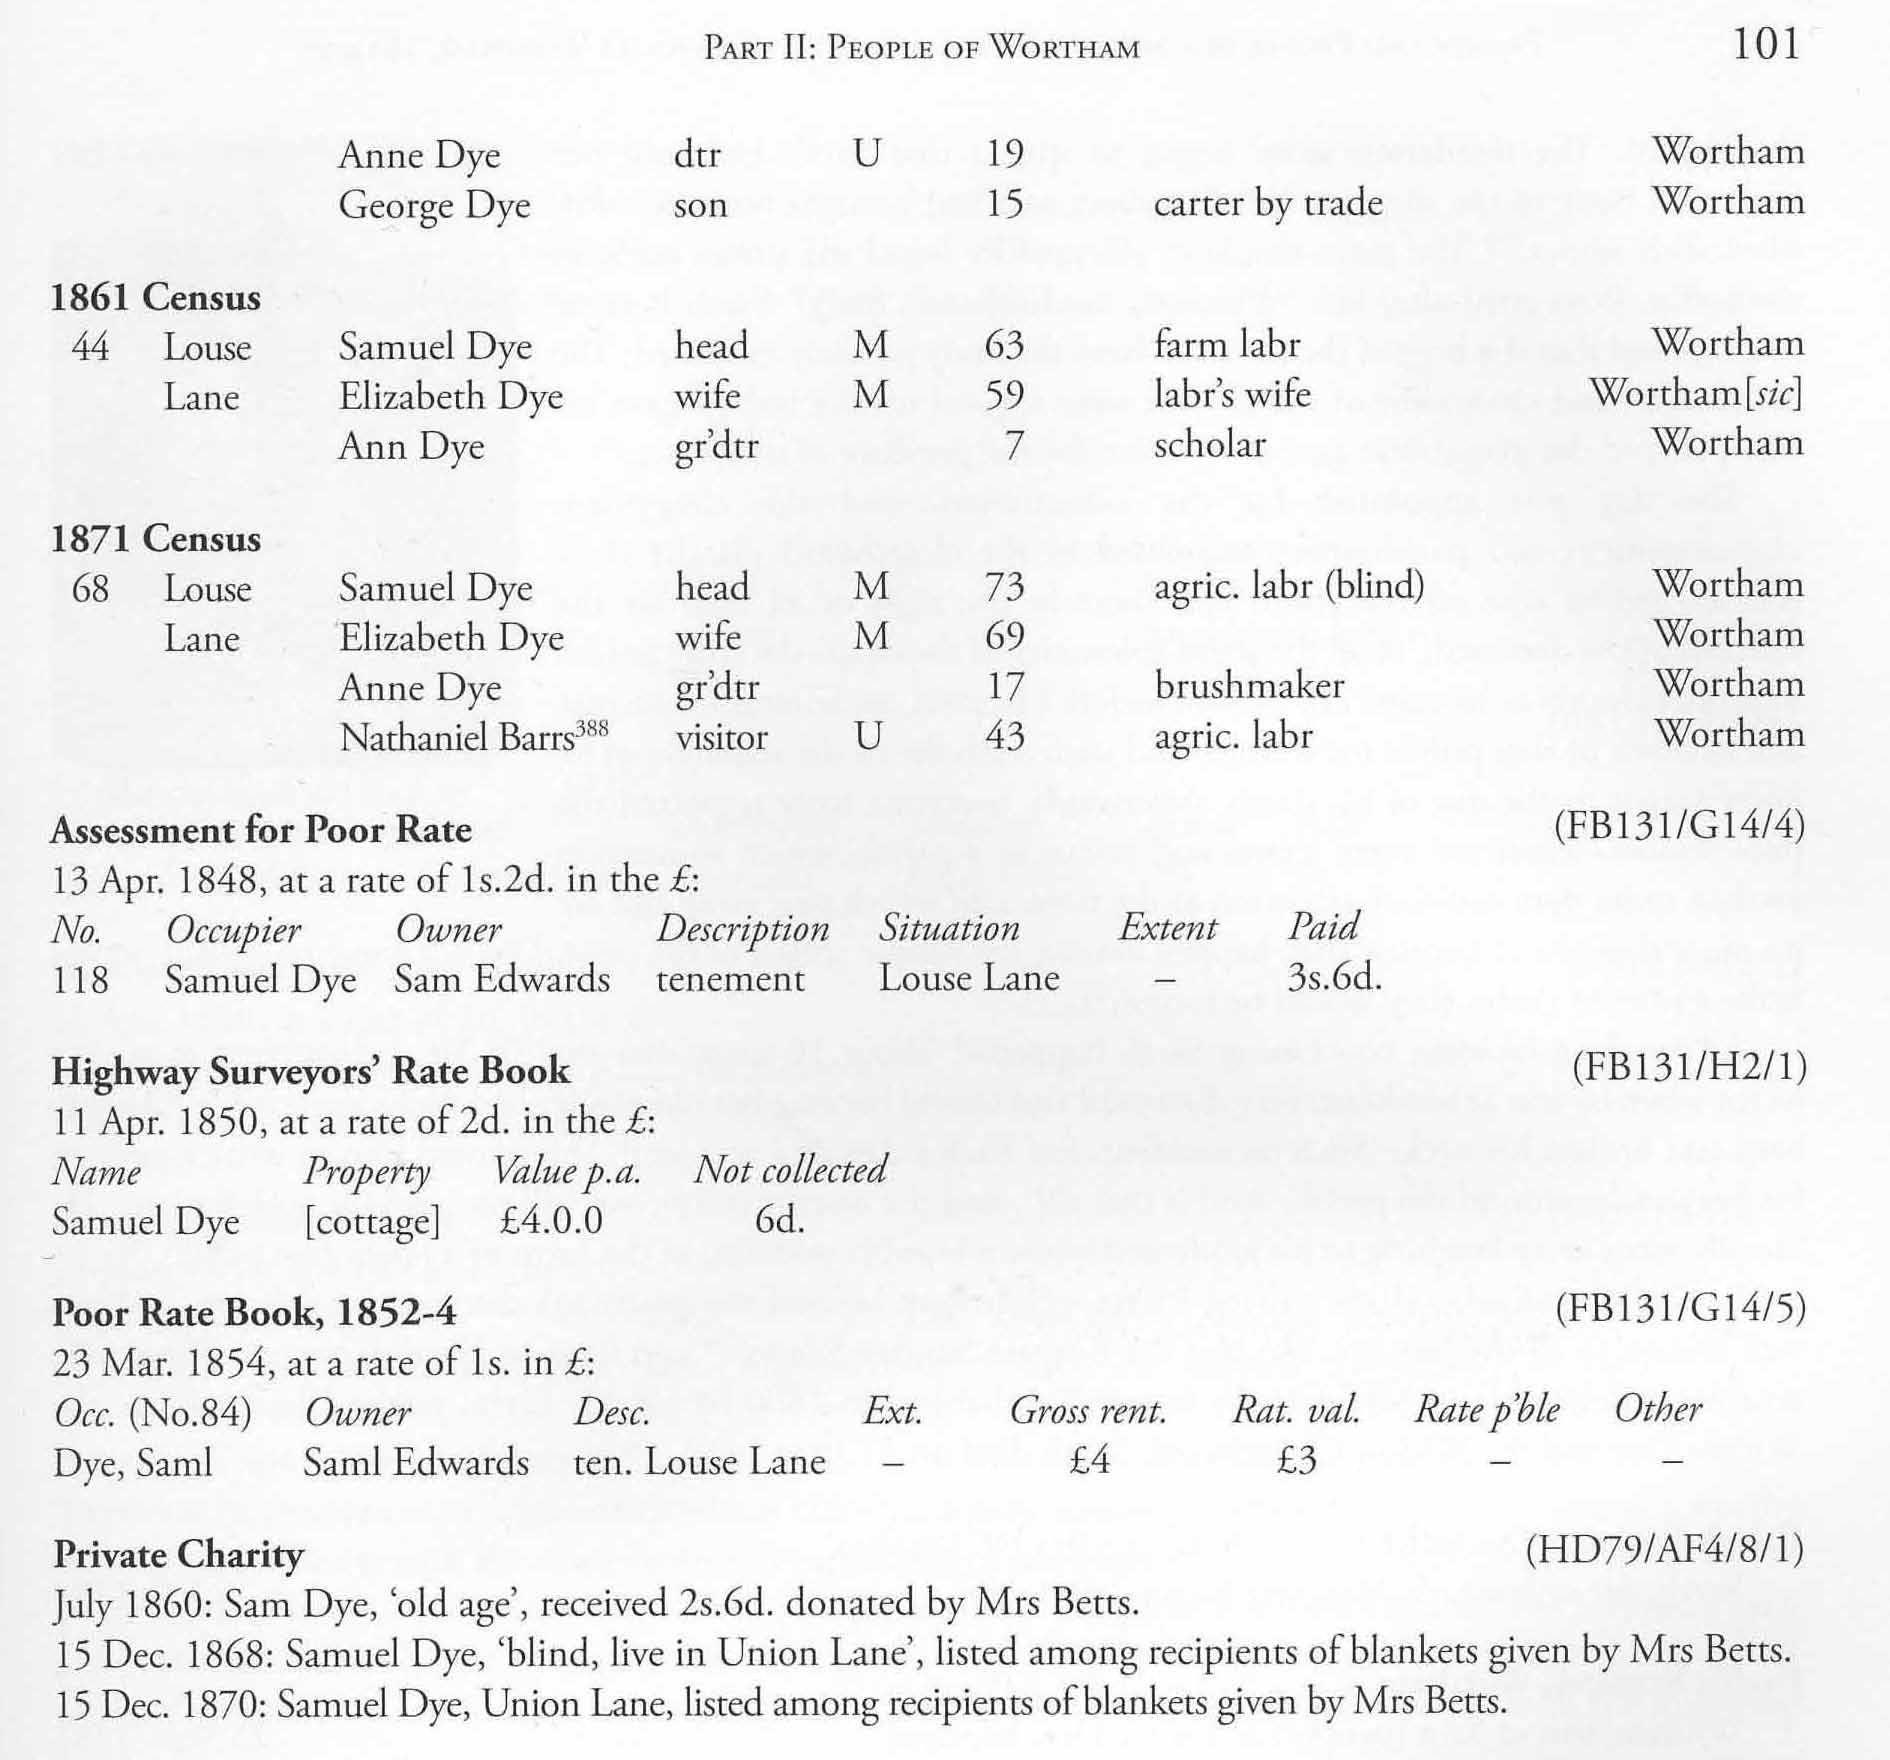 PART II: PEOPLE OF WORTHAM 101
Anne Dye dtr U 19 Wortham
George Dye son 15 carter by trade Wortham
1861 Census
44 Louse Samuel Dye head M 63 farm labr Wortham
Lane Elizabeth Dye wife M 59 labr's wife Wortham[sic]
Ann Dye gr'dtr 7 scholar Wortham
1871 Census
68 Louse Samuel Dye head M 73 agric. labr (blind) Wortham
Lane Elizabeth Dye wife M 69 Wortham
Anne Dye gr'dtr 17 brushmaker Wortham
Nathaniel Barrs388 visitor U 43 agric. labr Wortham
Assessment for Poor Rate (FB131/G14/4)
13 Apr. 1848, at a rate of 1s.2d. in the £:
No. Occupier Owner Description Situation Extent Paid
118 Samuel Dye Sam Edwards tenement Louse Lane – 3s.6d.
Highway Surveyors' Rate Book (FB131/H2/1)
11 Apr. 1850, at a rate of 2d. in the £:
Name Property Value p.a. Not collected
Samuel Dye [cottage] £4.0.0 6d.
Poor Rate Book, 1852-4 (FB131/G14/5)
23 Mar. 1854, at a rate of 1s. in £:
Occ. (No.84) Owner Desc. Ext. Gross rent. Rat. val. Rate p'ble Other
Dye, Saml Saml Edwards ten. Louse Lane – £4 £3 – –
Private Charity (HD79/AF4/8/1)
July 1860: Sam Dye, 'old age', received 2s.6d. donated by Mrs Betts.
15 Dec. 1868: Samuel Dye, 'blind, live in Union Lane', listed among recipients of blankets given by Mrs Betts.
15 Dec. 1870: Samuel Dye, Union Lane, listed among recipients of blankets given by Mrs Betts.